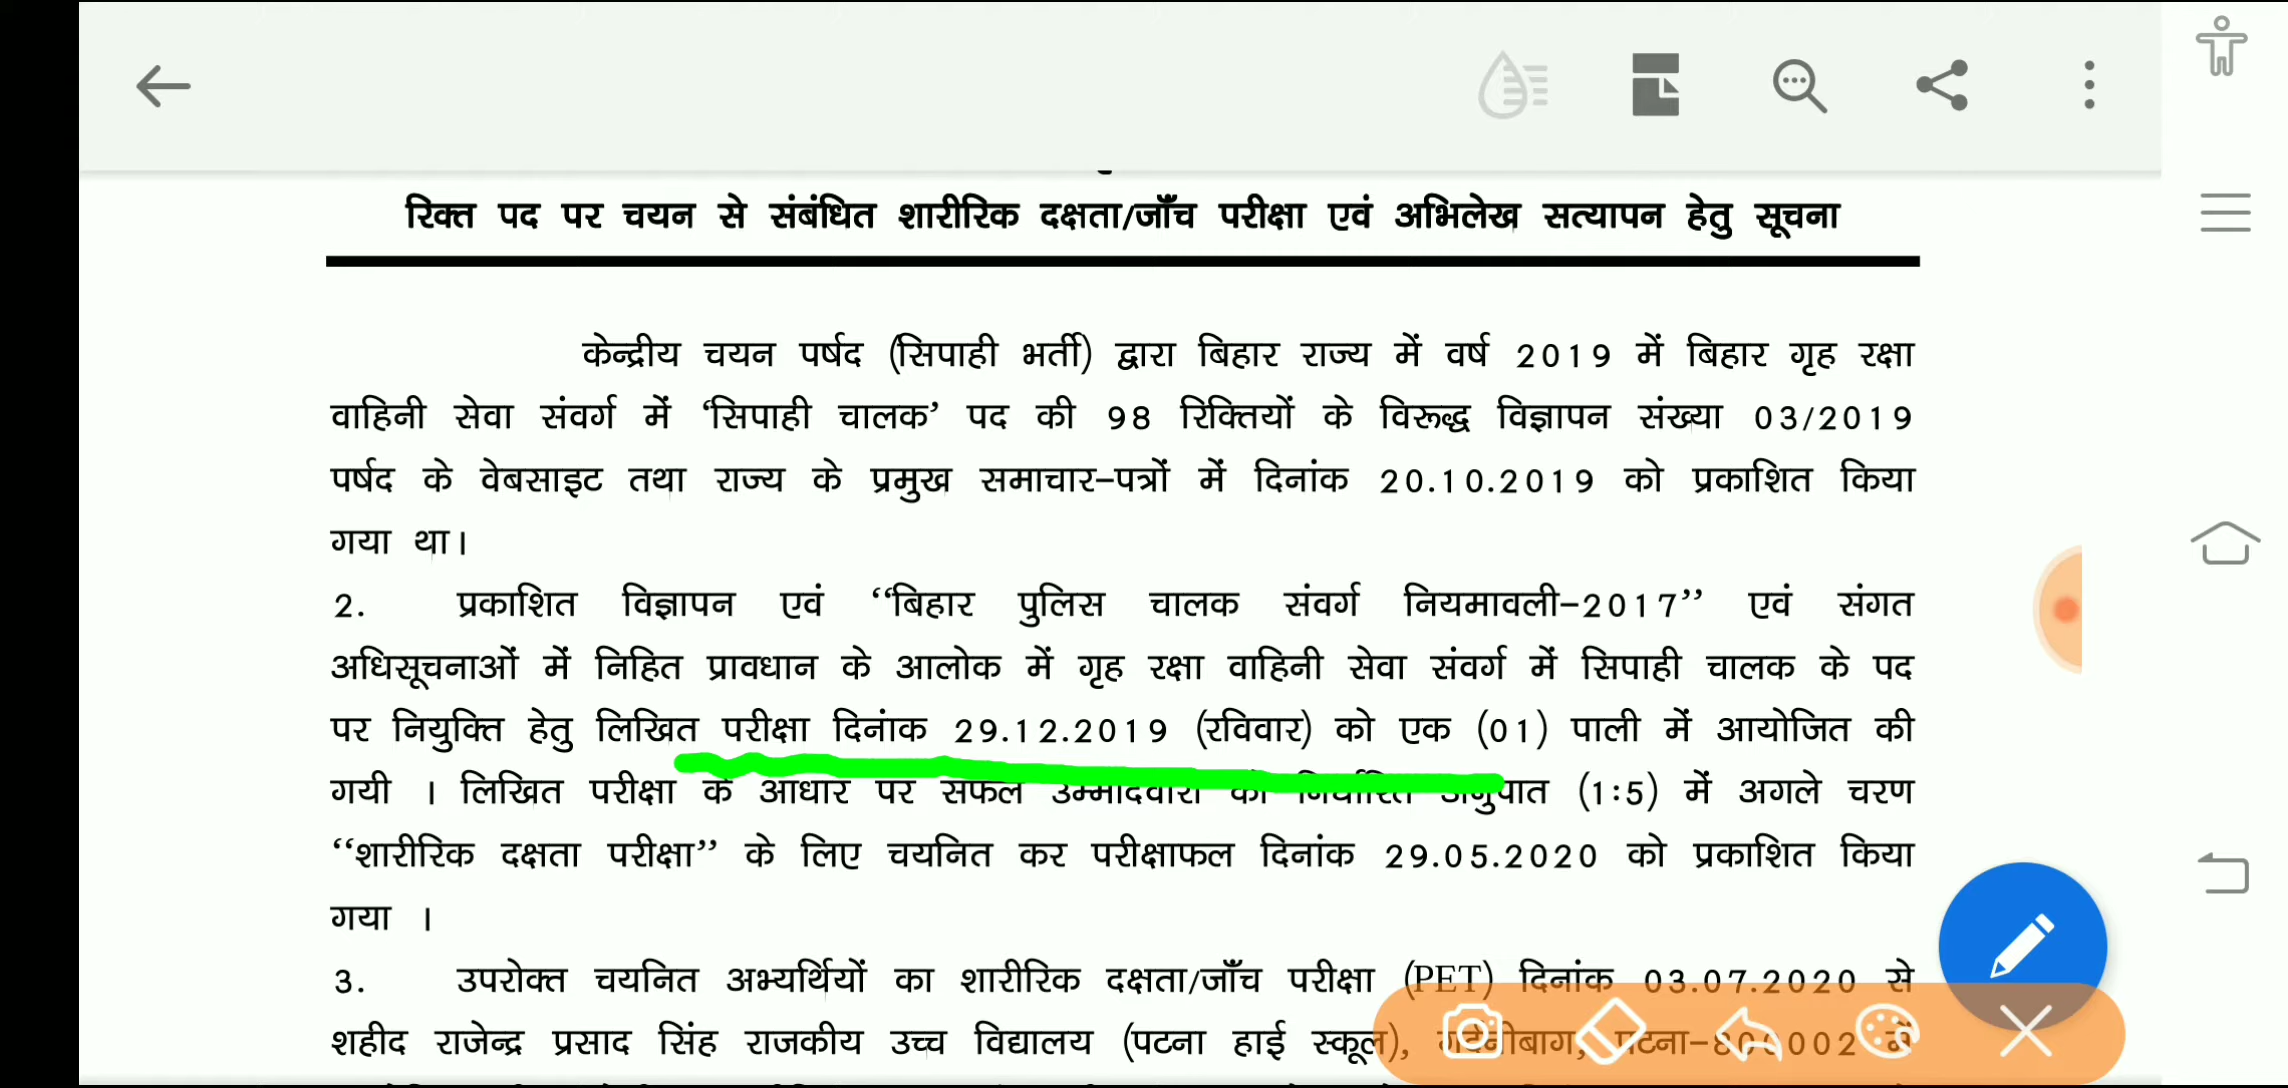 रिक्त पद पर चयन से संबंधित शारीरिक दक्षता/जाँच परीक्षा एवं अभिलेख सत्यापन हेतु सूचना
केन्द्रीय चयन पर्षद (सिपाही भर्ती) द्वारा बिहार राज्य में वर्ष 2019 में बिहार गृह रक्षा
वाहिनी सेवा संवर्ग में ‘सिपाही चालक’ पद की 98 रिक्तियों के विरुद्ध विज्ञापन संख्या 03/2019
पर्षद के वेबसाइट तथा राज्य के प्रमुख समाचार–पत्रों में दिनांक 20.10.2019 को प्रकाशित किया
गया था।
2. प्रकाशित विज्ञापन एवं ‘‘बिहार पुलिस चालक संवर्ग नियमावली–2017’’ एवं संगत
अधिसूचनाओं में निहित प्रावधान के आलोक में गृह रक्षा वाहिनी सेवा संवर्ग में सिपाही चालक के पद
पर नियुक्ति हेतु लिखित परीक्षा दिनांक 29.12.2019 (रविवार) को एक (01) पाली में आयोजित की
गयी । लिखित परीक्षा के आधार पर सफल उम्मीदवारों को निर्धारित अनुपात (1:5) में अगले चरण
‘‘शारीरिक दक्षता परीक्षा’’ के लिए चयनित कर परीक्षाफल दिनांक 29.05.2020 को प्रकाशित किया
गया ।
3. उपरोक्त चयनित अभ्यर्थियों का शारीरिक दक्षता/जाँच परीक्षा (PET) दिनांक 03.07.2020 से
शहीद राजेन्द्र प्रसाद सिंह राजकीय उच्च विद्यालय (पटना हाई स्कूल), गर्दनीबाग, पटना–800002 में